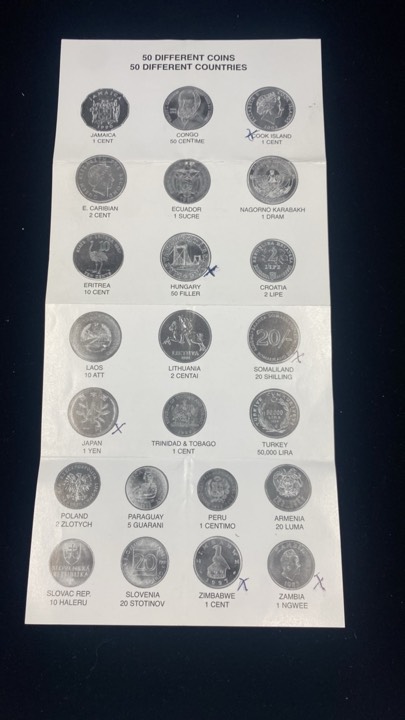 50 DIFFERENT COINS
50 DIFFERENT COUNTRIES
JAMAICA
1 CENT
CONGO
50 CENTIME
COOK ISLAND
1 CENT
E. CARIBIAN
2 CENT
ECUADOR
1 SUCRE
NAGORNO KARABAKH
1 DRAM
ERITREA
10 CENT
HUNGARY
50 FILLER
2
LIPE
CROATIA
2 LIPE
LAOS
10 ATT
LITHUANIA
2 CENTAI
20/-
SOMALILAND
20 SHILLING
JAPAN
1 YEN
TRINIDAD & TOBAGO
1 CENT
TURKEY
50,000 LIRA
POLAND
2 ZLOTYCH
PARAGUAY
5 GUARANI
PERU
1 CENTIMO
ARMENIA
20 LUMA
SLOVAC REP.
10 HALERU
SLOVENIA
20 STOTINOV
ZIMBABWE
1 CENT
ZAMBIA
1 NGWEE